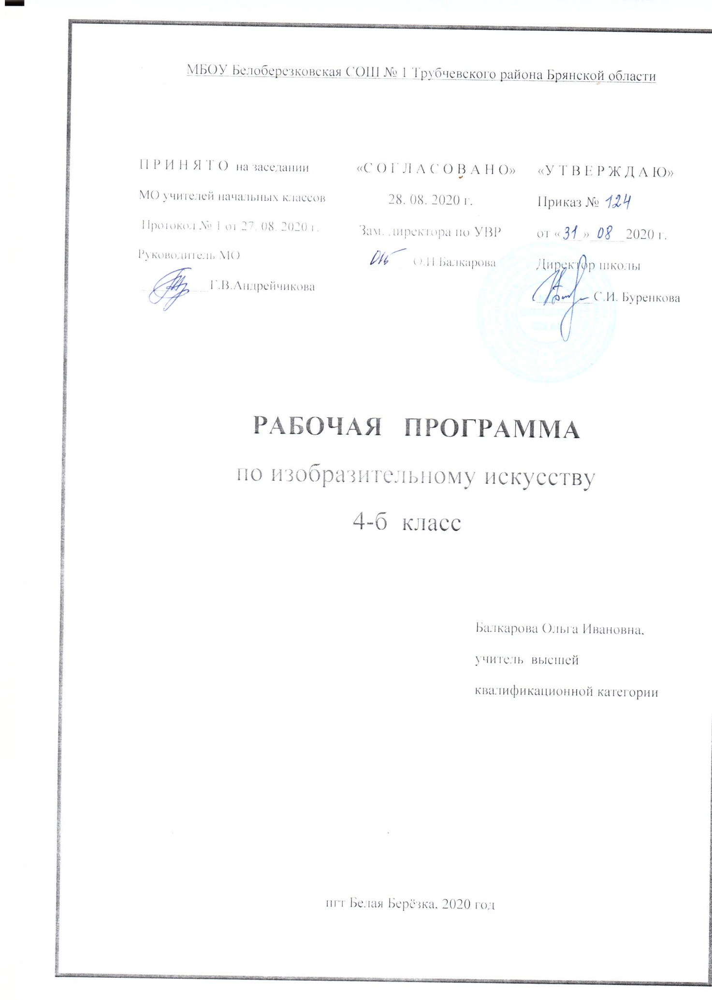 МБОУ Белоберезковская СОШ № 1 Трубчевского района Брянской области
П Р И Н Я Т О на заседании
МО учителей начальных классов
Протокол № 1 от 27. 08. 2020 г.
Руководитель МО
Г.В.Андрейчикова
«С О Г Л А С О В А Н О»
28. 08. 2020 г.
Зам. директора по УВР
О.И.Балкарова
«У Т В Е Р Ж Д А Ю»
Приказ № 124
от «31» 08 2020 г.
Директор школы
С.И. Буренкова
РАБОЧАЯ ПРОГРАММА
по изобразительному искусству
4-б класс
Балкарова Ольга Ивановна,
учитель высшей
квалификационной категории
пгт Белая Берёзка, 2020 год